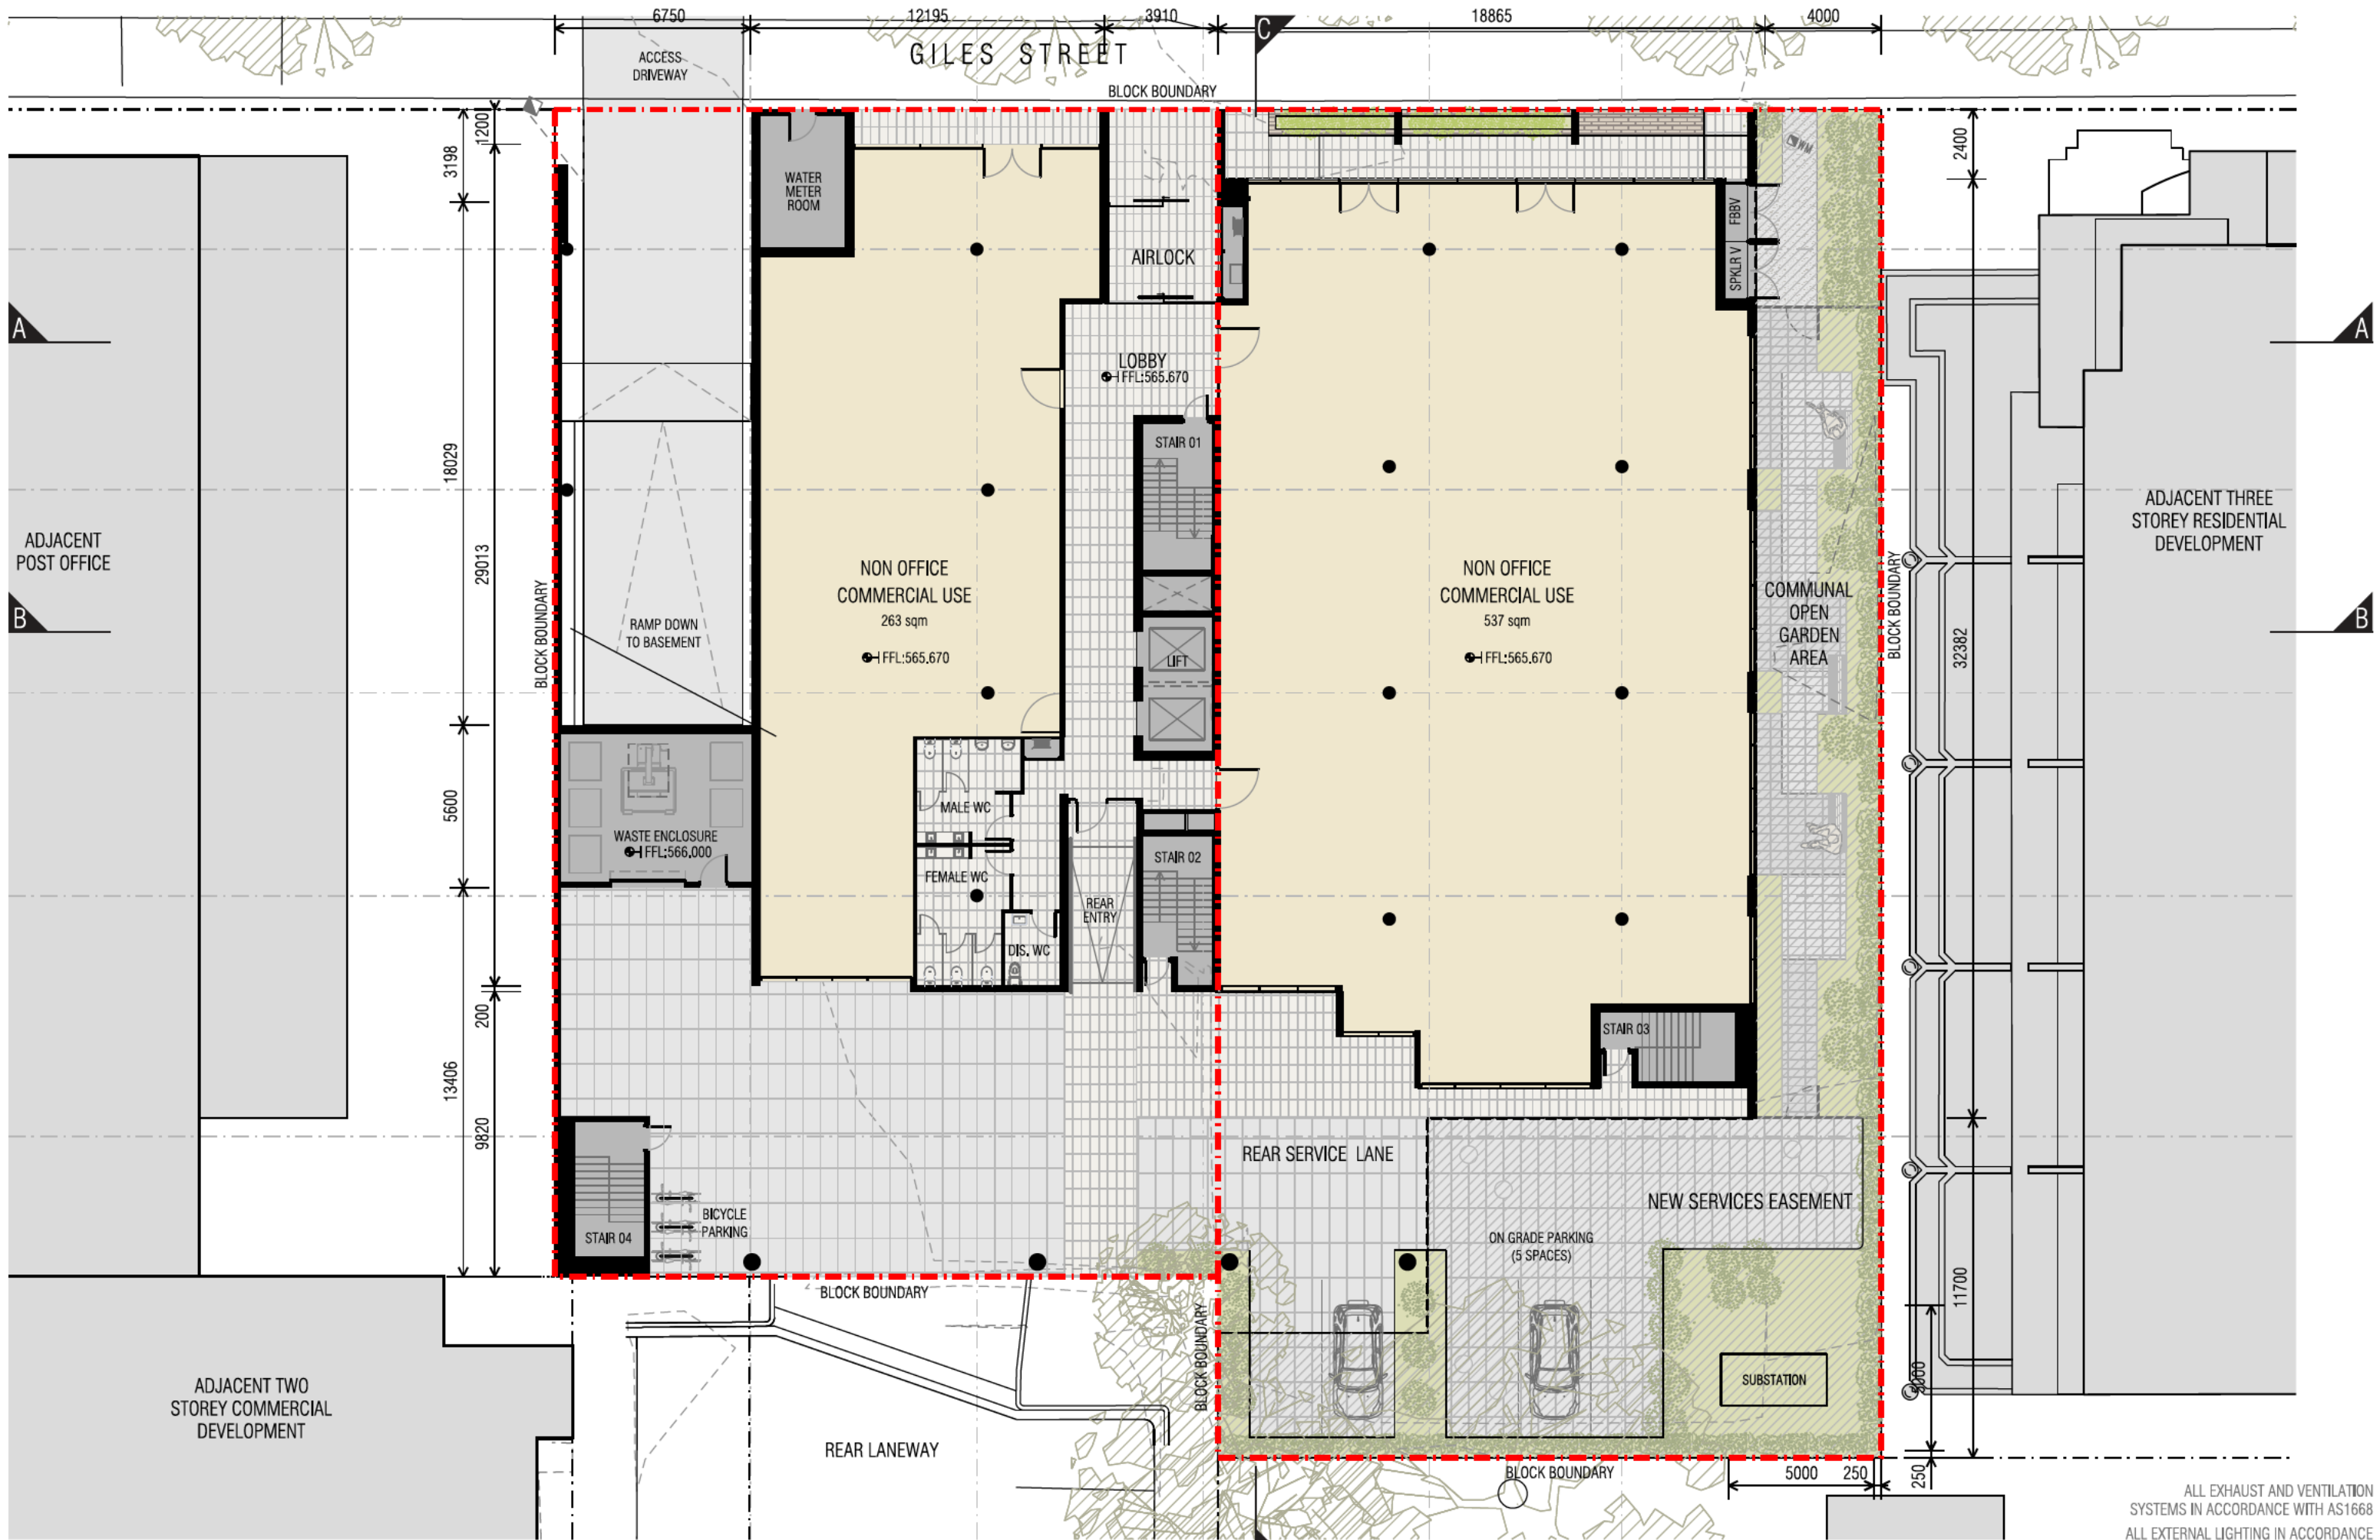 6750
12195
3910
18865
4000
C
GILES STREET
ACCESS
DRIVEWAY
BLOCK BOUNDARY
1200
3198
2400
WATER
METER
ROOM
FBBV
SPKLR V
AIRLOCK
A
A
LOBBY
FFL:565.670
STAIR 01
18029
29013
ADJACENT
POST OFFICE
ADJACENT THREE
STOREY RESIDENTIAL
DEVELOPMENT
NON OFFICE
COMMERCIAL USE
263 sqm
FFL:565.670
NON OFFICE
COMMERCIAL USE
537 sqm
FFL:565.670
COMMUNAL
OPEN
GARDEN
AREA
BLOCK BOUNDARY
BLOCK BOUNDARY
B
B
RAMP DOWN
TO BASEMENT
LIFT
32382
5600
MALE WC
WASTE ENCLOSURE
FFL:566.000
FEMALE WC
STAIR 02
REAR
ENTRY
DIS. WC
200
STAIR 03
13406
9820
REAR SERVICE LANE
NEW SERVICES EASEMENT
BICYCLE
PARKING
STAIR 04
ON GRADE PARKING
(5 SPACES)
BLOCK BOUNDARY
11700
BLOCK BOUNDARY
SUBSTATION
ADJACENT TWO
STOREY COMMERCIAL
DEVELOPMENT
REAR LANEWAY
BLOCK BOUNDARY
5000
250
250
ALL EXHAUST AND VENTILATION
SYSTEMS IN ACCORDANCE WITH AS1668
ALL EXTERNAL LIGHTING IN ACCORDANCE